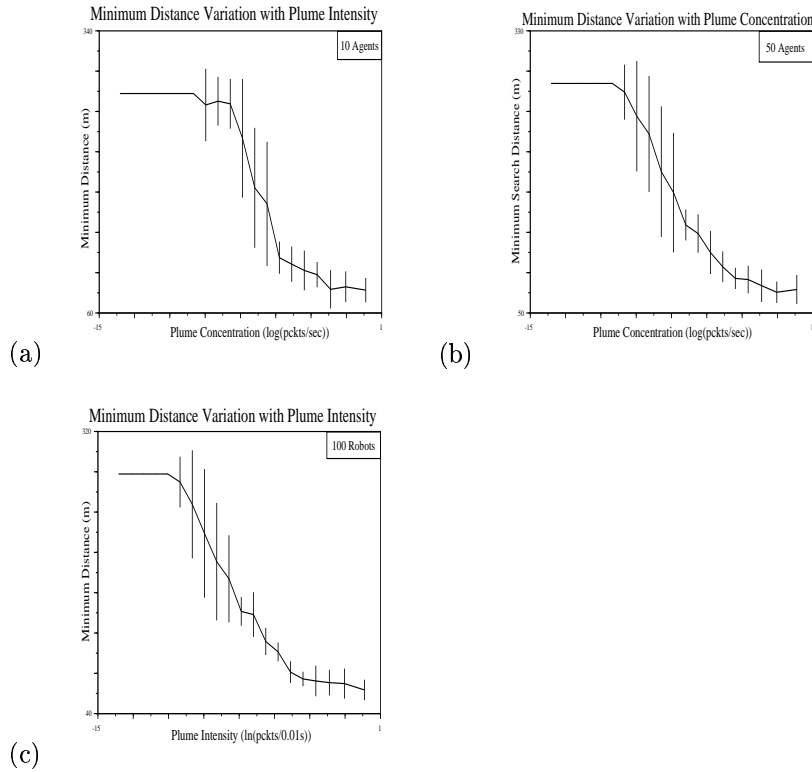 Minimum Distance Variation with Plume Intensity
340
10 Agents
Minimum Distance (m)
60
-15
1
Plume Concentration (log(pckts/sec))
(a)
Minimum Distance Variation with Plume Concentration
330
50 Agents
Minimum Search Distance (m)
50
-15
1
Plume Concentration (log(pckts/sec))
(b)
Minimum Distance Variation with Plume Intensity
320
100 Robots
Minimum Distance (m)
40
-15
1
Plume Intensity (ln(pckts/0.01s))
(c)